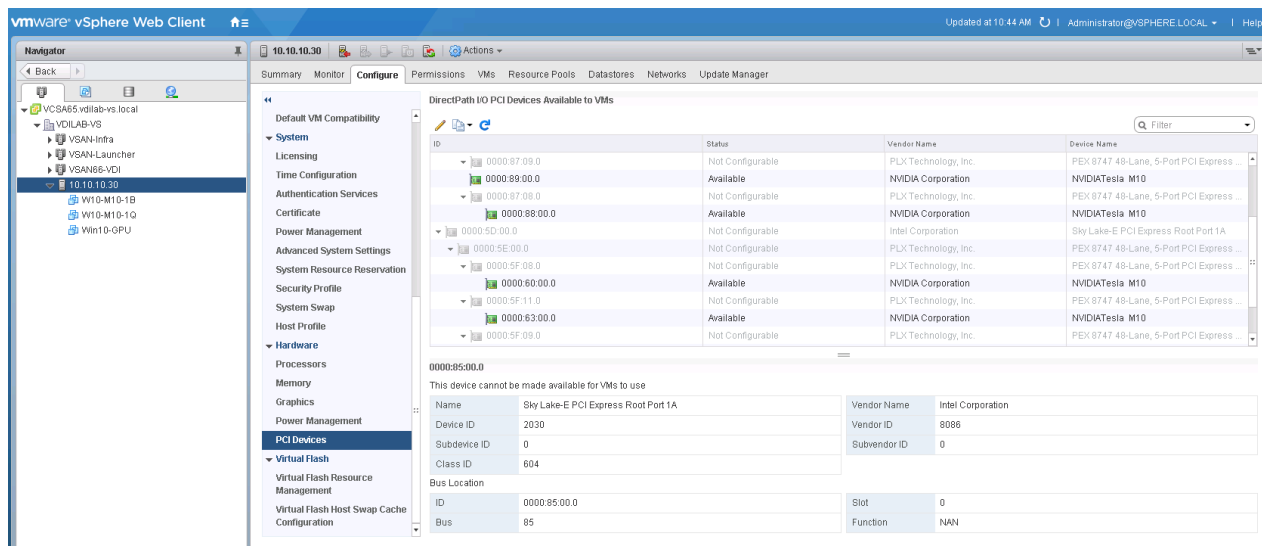 vmware® vSphere Web Client
Updated at 10:44 AM | Administrator@VSPHERE.LOCAL | Help
Navigator
Back
VCSA65.vdilab-vs.local
VDILAB-VS
VSAN-Infra
VSAN-Launcher
VSAN66-VDI
10.10.10.30
W10-M10-1B
W10-M10-1Q
Win10-GPU
10.10.10.30 Actions
Summary Monitor Configure Permissions VMs Resource Pools Datastores Networks Update Manager
Default VM Compatibility
System
Licensing
Time Configuration
Authentication Services
Certificate
Power Management
Advanced System Settings
System Resource Reservation
Security Profile
System Swap
Host Profile
Hardware
Processors
Memory
Graphics
Power Management
PCI Devices
Virtual Flash
Virtual Flash Resource
Management
Virtual Flash Host Swap Cache
Configuration
DirectPath I/O PCI Devices Available to VMs
Filter
ID Status Vendor Name Device Name
0000:87:09.0 Not Configurable PLX Technology, Inc. PEX 8747 48-Lane, 5-Port PCI Express ...
0000:89:00.0 Available NVIDIA Corporation NVIDIATesla M10
0000:87:08.0 Not Configurable PLX Technology, Inc. PEX 8747 48-Lane, 5-Port PCI Express ...
0000:88:00.0 Available NVIDIA Corporation NVIDIATesla M10
0000:5D:00.0 Not Configurable Intel Corporation Sky Lake-E PCI Express Root Port 1A
0000:5E:00.0 Not Configurable PLX Technology, Inc. PEX 8747 48-Lane, 5-Port PCI Express ...
0000:5F:08.0 Not Configurable PLX Technology, Inc. PEX 8747 48-Lane, 5-Port PCI Express ...
0000:60:00.0 Available NVIDIA Corporation NVIDIATesla M10
0000:5F:11.0 Not Configurable PLX Technology, Inc. PEX 8747 48-Lane, 5-Port PCI Express ...
0000:63:00.0 Available NVIDIA Corporation NVIDIATesla M10
0000:5F:09.0 Not Configurable PLX Technology, Inc. PEX 8747 48-Lane, 5-Port PCI Express ...
0000:85:00.0
This device cannot be made available for VMs to use
Name Sky Lake-E PCI Express Root Port 1A Vendor Name Intel Corporation
Device ID 2030 Vendor ID 8086
Subdevice ID 0 Subvendor ID 0
Class ID 604
Bus Location
ID 0000:85:00.0 Slot 0
Bus 85 Function NAN